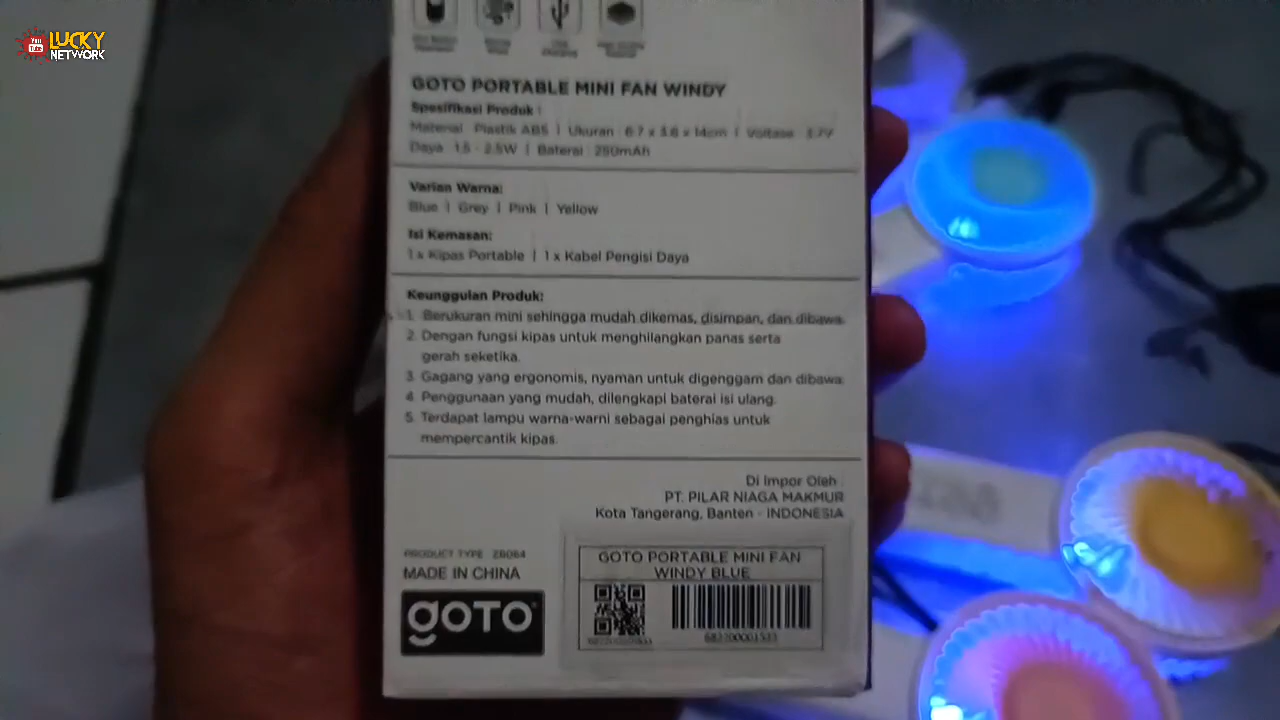 You Tube LUCKY
NETWORK
GOTO PORTABLE MINI FAN WINDY
Spesifikasi Produk :
Material : Plastik ABS | Ukuran : 6.7 x 3.6 x 14cm | Voltase : 3.7V
Daya : 1.5 - 2.5W | Baterai : 250mAh
Varian Warna:
Blue | Grey | Pink | Yellow
Isi Kemasan:
1 x Kipas Portable | 1 x Kabel Pengisi Daya
Keunggulan Produk:
1. Berukuran mini sehingga mudah dikemas, disimpan, dan dibawa.
2. Dengan fungsi kipas untuk menghilangkan panas serta
gerah seketika.
3. Gagang yang ergonomis, nyaman untuk digenggam dan dibawa.
4. Penggunaan yang mudah, dilengkapi baterai isi ulang.
5. Terdapat lampu warna-warni sebagai penghias untuk
mempercantik kipas.
Di Impor Oleh :
PT. PILAR NIAGA MAKMUR
Kota Tangerang, Banten - INDONESIA
PRODUCT TYPE :
MADE IN CHINA
goto
GOTO PORTABLE MINI FAN
WINDY BLUE